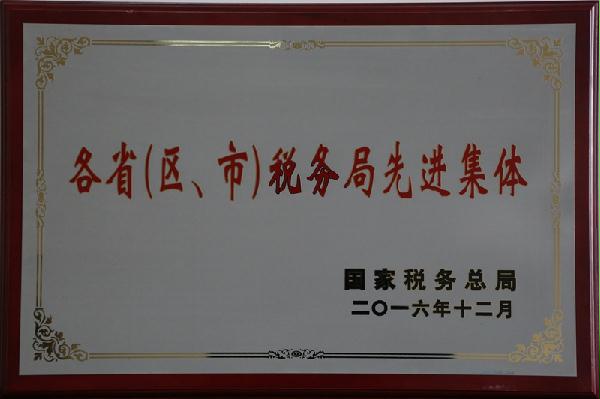 各省(区、市)税务局先进集体
国家税务总局
二〇一六年十二月